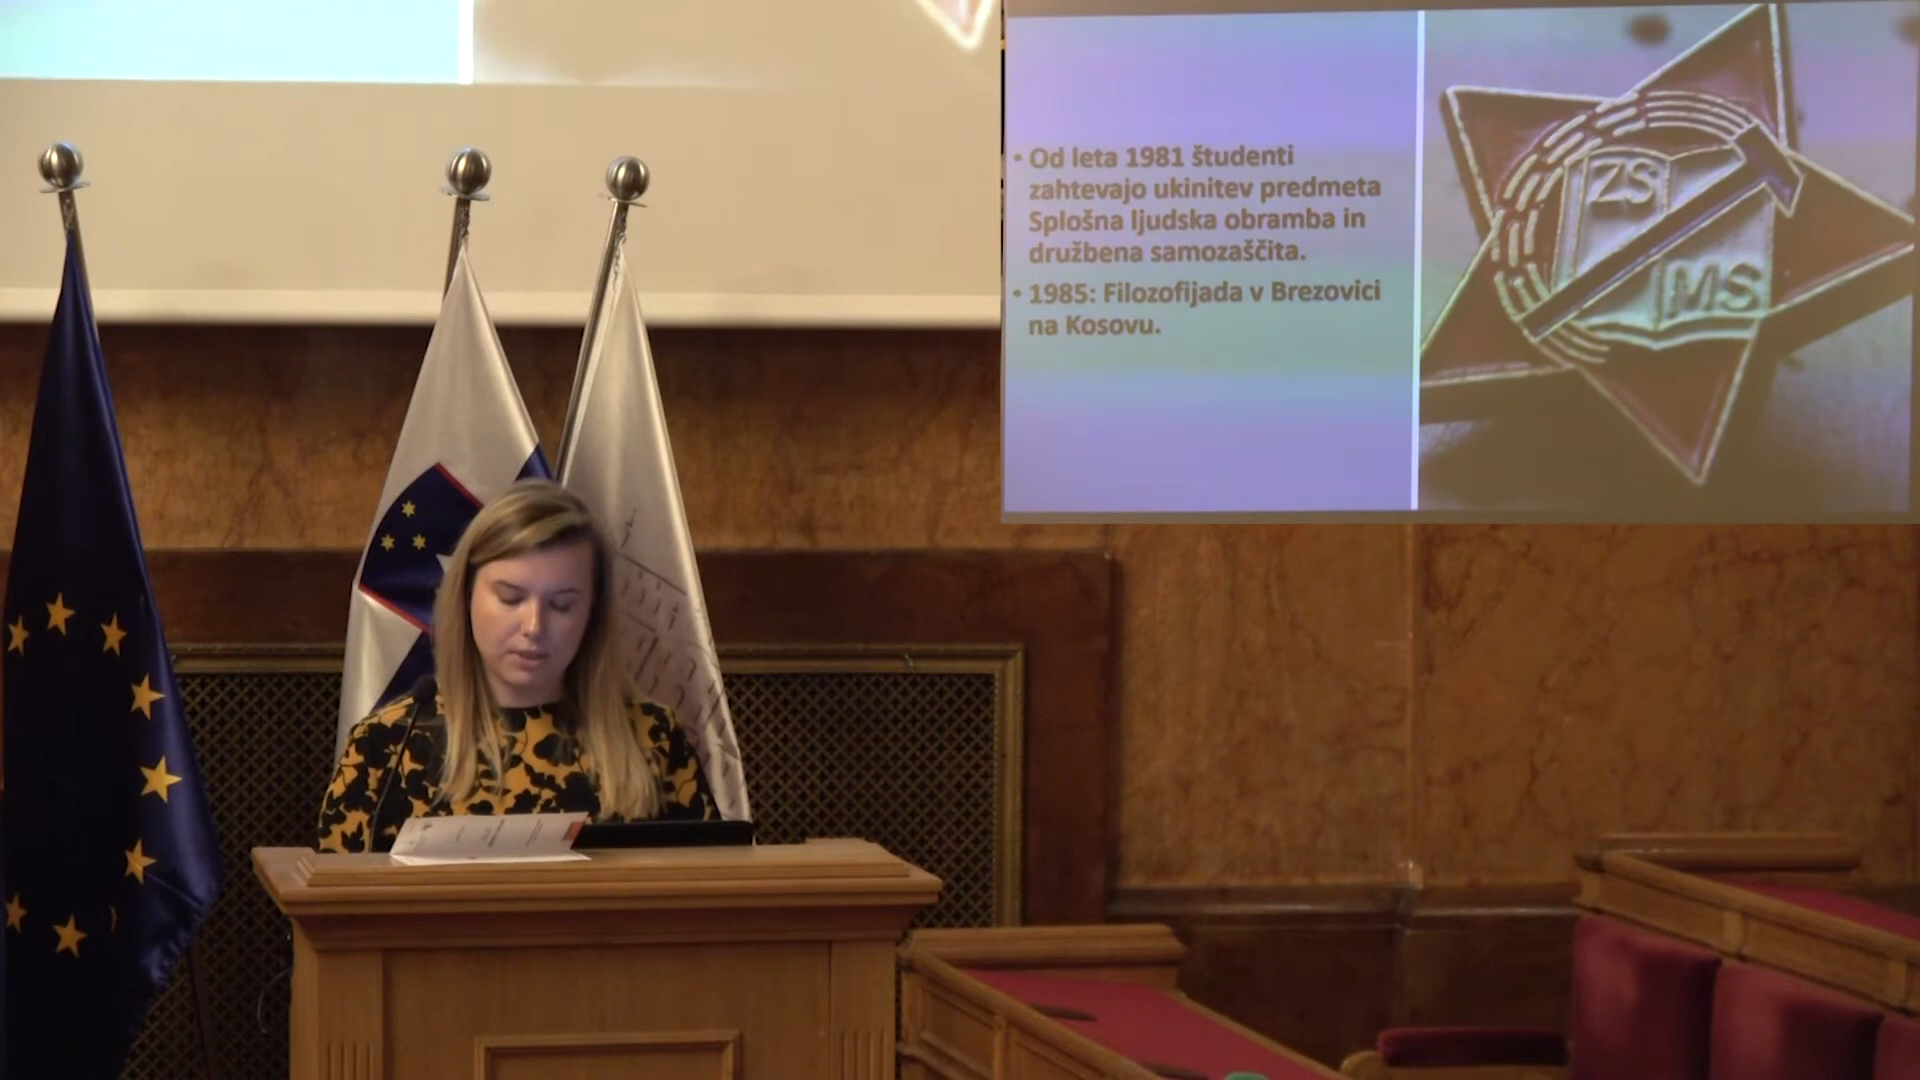 • Od leta 1981 študenti
zahtevajo ukinitev predmeta
Splošna ljudska obramba in
družbena samozaščita.
• 1985: Filozofijada v Brezovici
na Kosovu.
ZS
MS